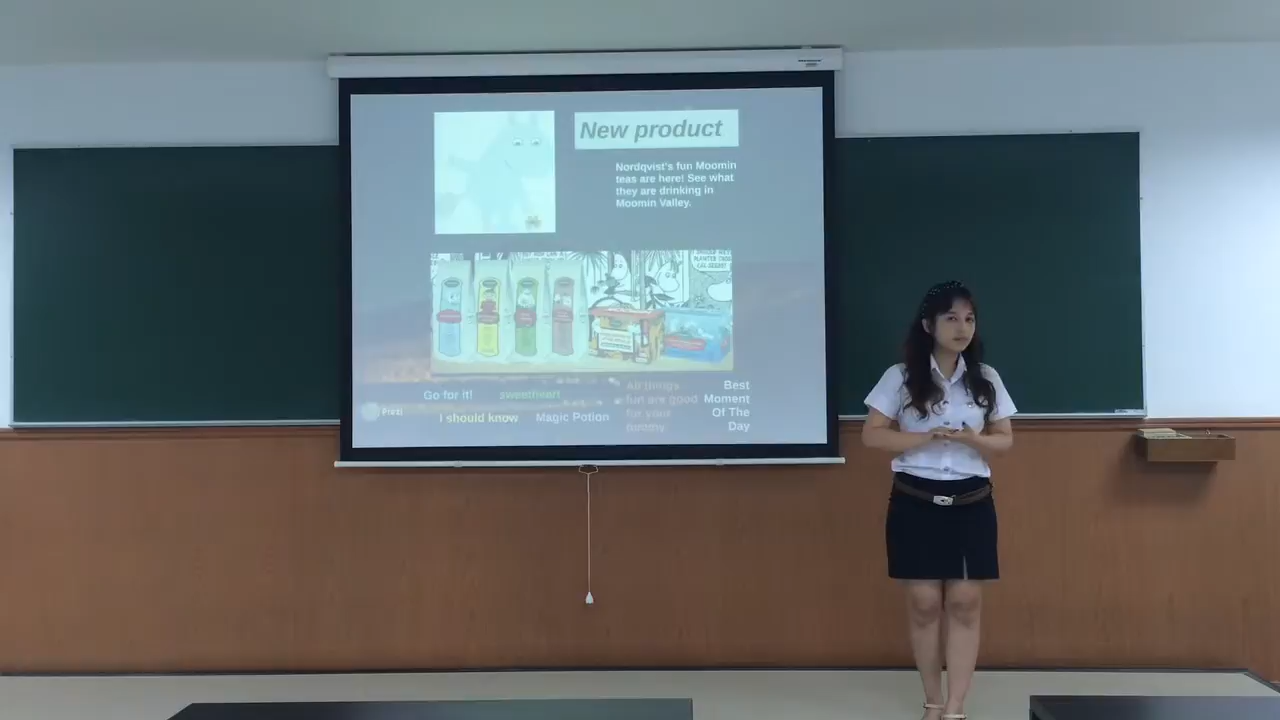 New product
Nordqvist's fun Moomin
teas are here! See what
they are drinking in
Moomin Valley.
Go for it!
sweatheart
I should know
Magic Potion
All things
fun are good
for your
tummy.
Best
Moment
Of The
Day
Prezi